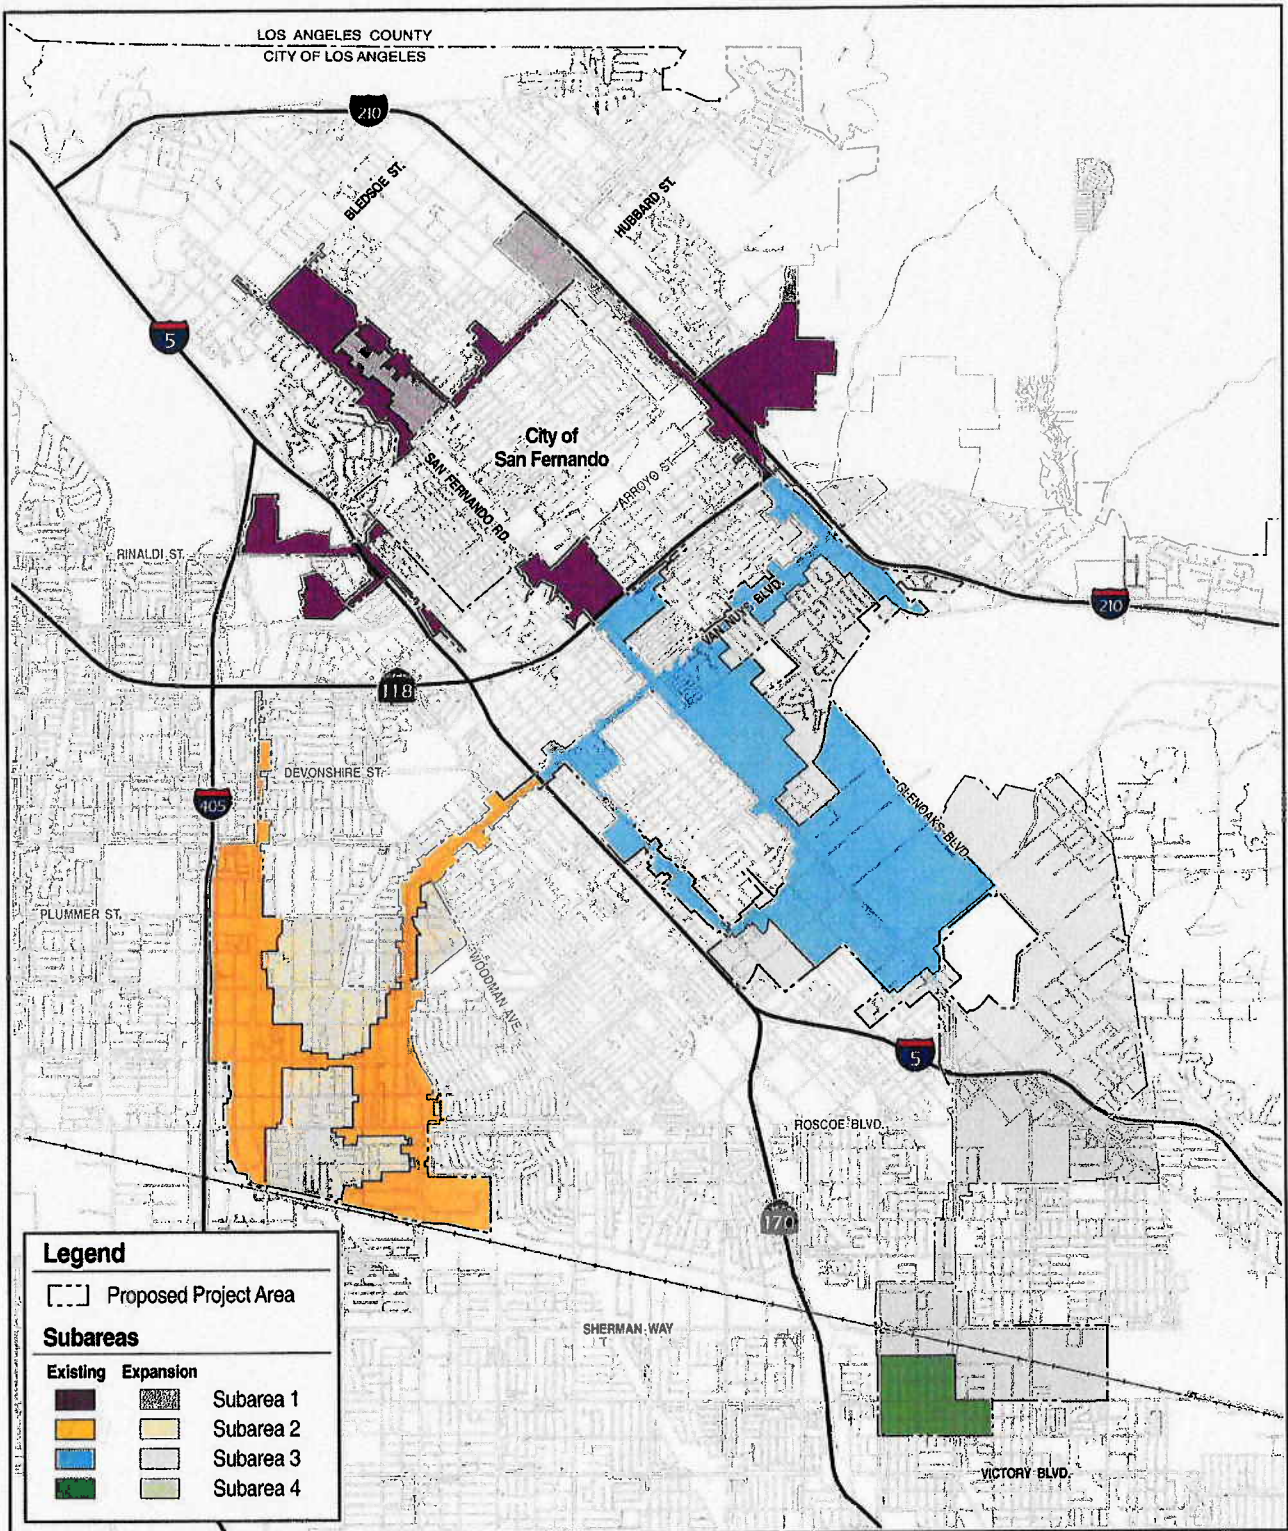 LOS ANGELES COUNTY
CITY OF LOS ANGELES
210
BLEDSOE ST.
HUBBARD ST.
5
City of
San Fernando
SAN FERNANDO RD.
ARROYO ST.
RINALDI ST.
VAN NUYS BLVD.
210
118
DEVONSHIRE ST.
405
GLENOAKS BLVD.
PLUMMER ST.
WOODMAN AVE.
5
ROSCOE BLVD.
170
SHERMAN WAY
VICTORY BLVD.
Legend
Proposed Project Area
Subareas
Existing Expansion
Subarea 1
Subarea 2
Subarea 3
Subarea 4